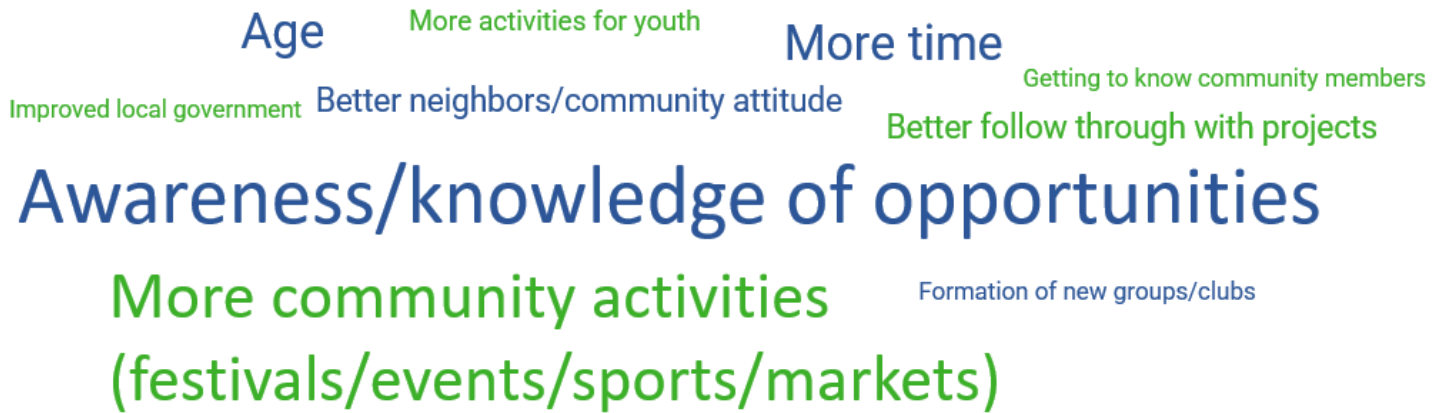 Age
More activities for youth
More time
Getting to know community members
Improved local government
Better neighbors/community attitude
Better follow through with projects
Awareness/knowledge of opportunities
More community activities
(festivals/events/sports/markets)
Formation of new groups/clubs